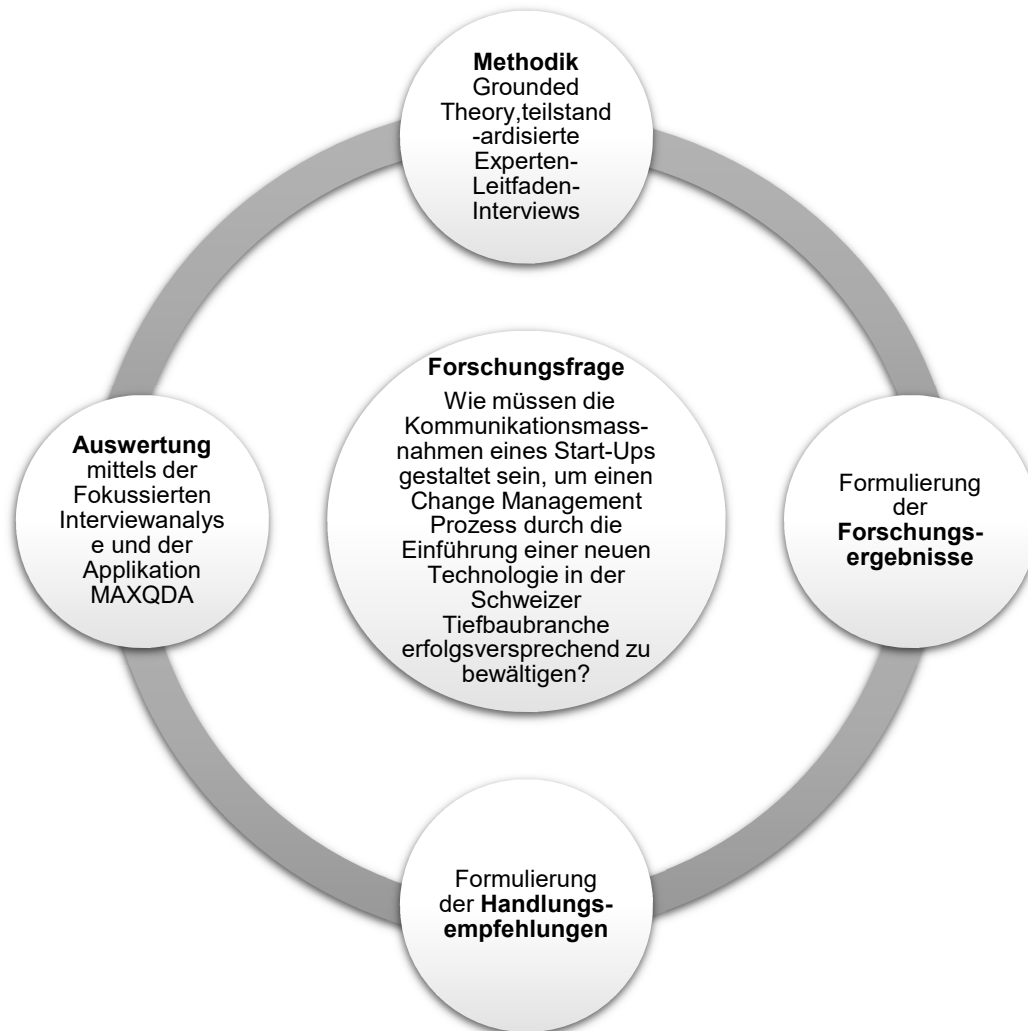 Methodik
Grounded
Theory,teilstand
-ardisierte
Experten-
Leitfaden-
Interviews
Forschungsfrage
Wie müssen die
Kommunikationsmass-
nahmen eines Start-Ups
gestaltet sein, um einen
Change Management
Prozess durch die
Einführung einer neuen
Technologie in der
Schweizer
Tiefbaubranche
erfolgsversprechend zu
bewältigen?
Auswertung
mittels der
Fokussierten
Interviewanalys
e und der
Applikation
MAXQDA
Formulierung
der
Forschungs-
ergebnisse
Formulierung
der Handlungs-
empfehlungen